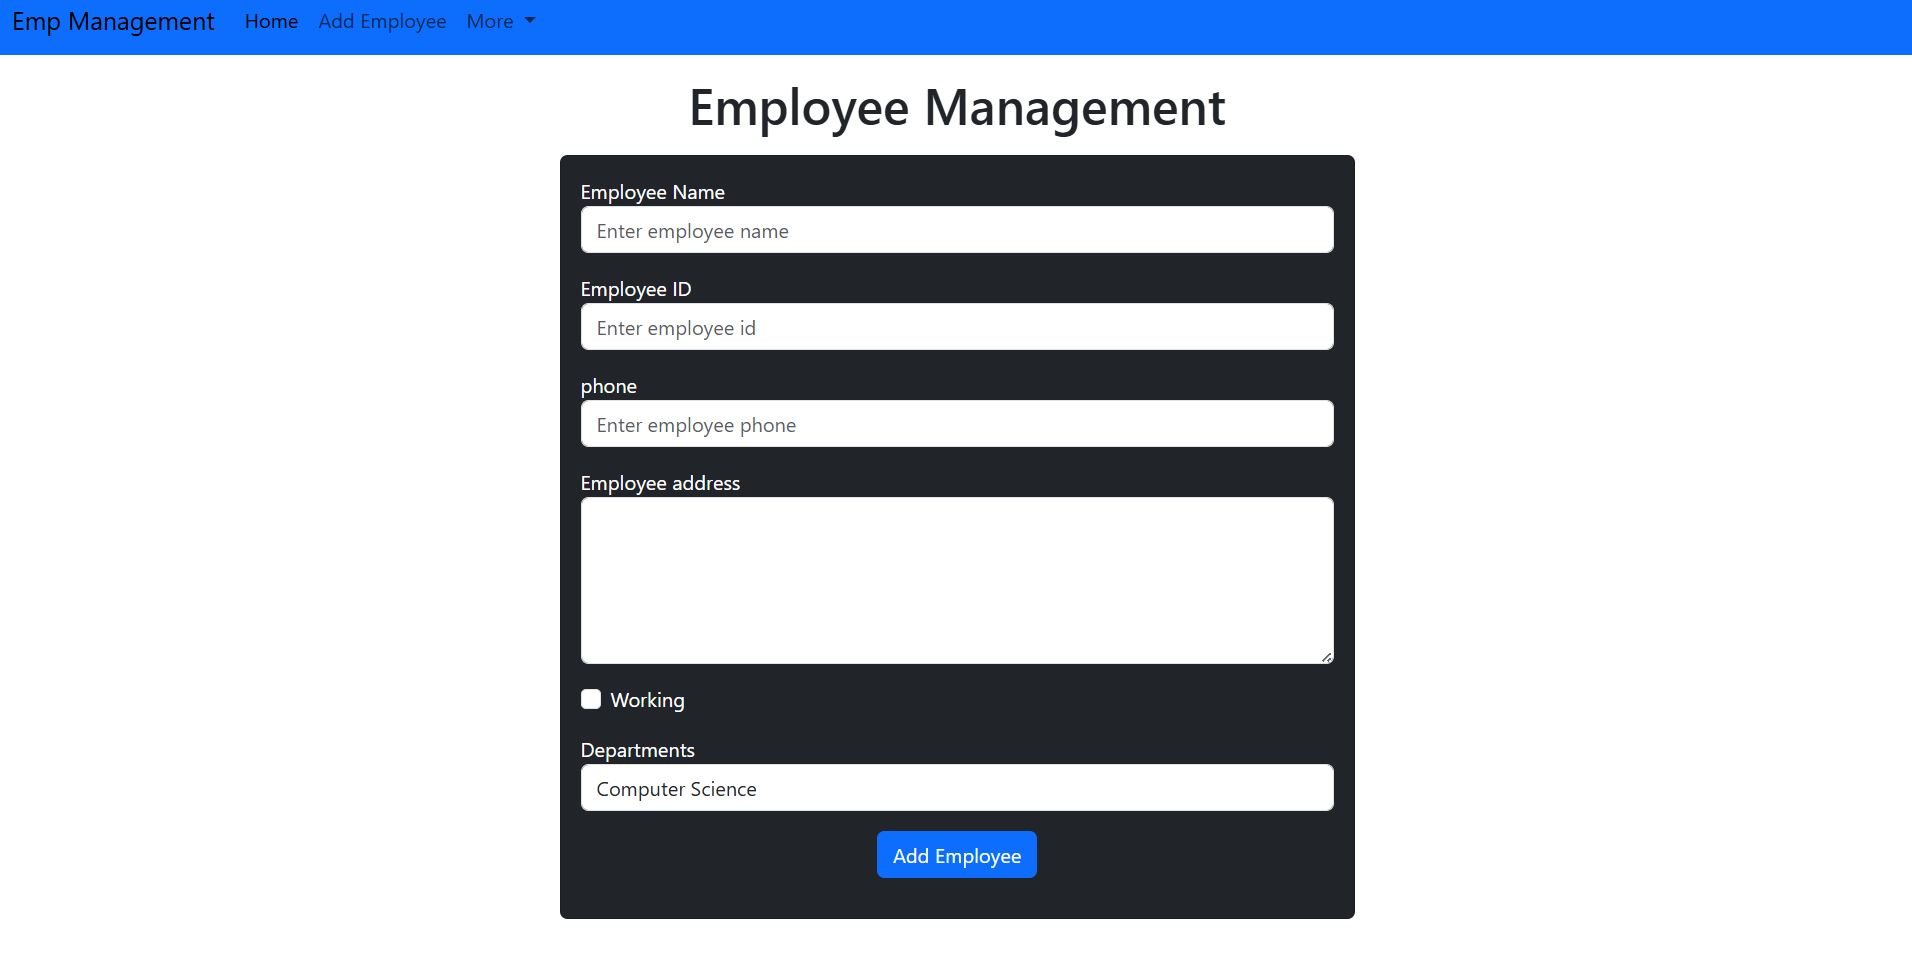 Emp Management Home Add Employee More
Employee Management
Employee Name
Enter employee name
Employee ID
Enter employee id
phone
Enter employee phone
Employee address
Working
Departments
Computer Science
Add Employee